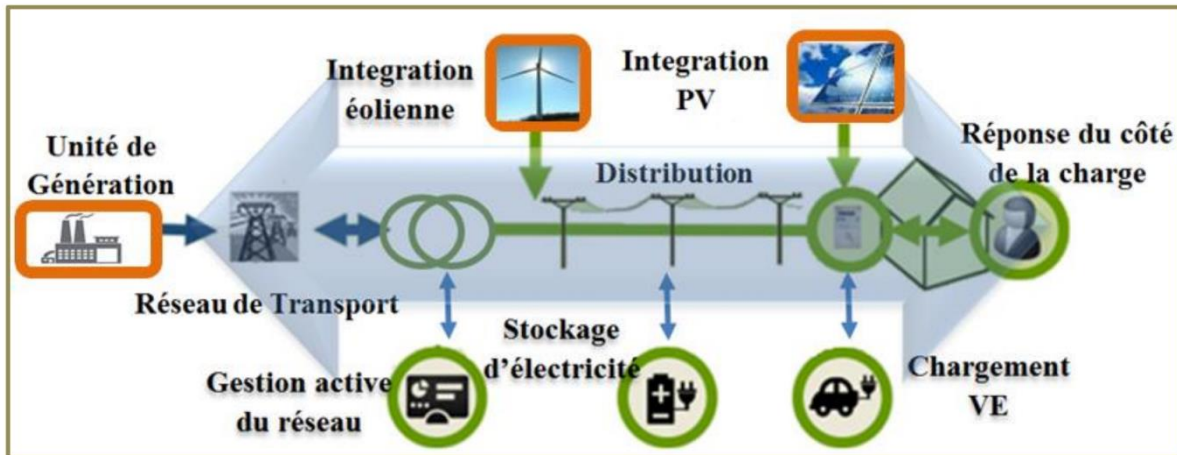 Integration
éolienne
Integration
PV
Réponse du côté
de la charge
Unité de
Génération
Distribution
Réseau de Transport
Stockage
d'électricité
Gestion active
du réseau
Chargement
VE